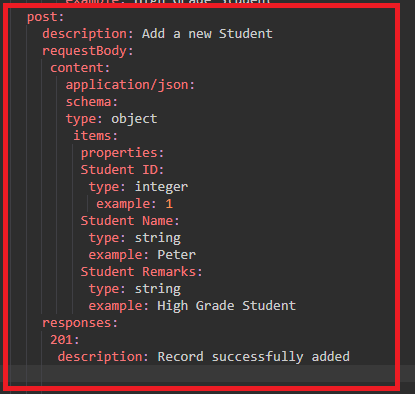 example: High Grade Student
post:
description: Add a new Student
requestBody:
content:
application/json:
schema:
type: object
items:
properties:
Student ID:
type: integer
example: 1
Student Name:
type: string
example: Peter
Student Remarks:
type: string
example: High Grade Student
responses:
201:
description: Record successfully added